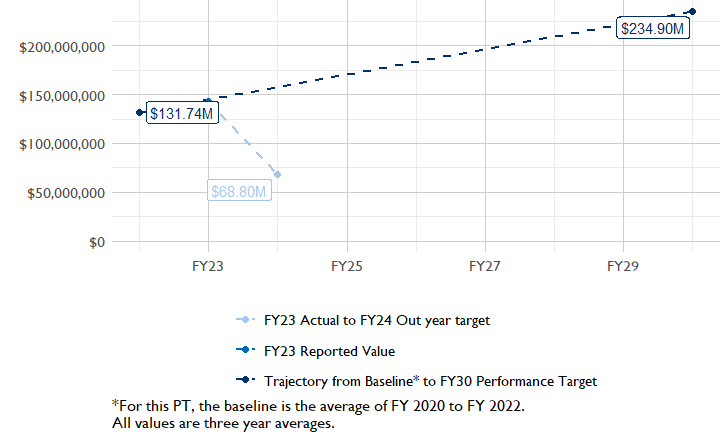 $200,000,000
$234.90M
$150,000,000
$131.74M
$100,000,000
$68.80M
$50,000,000
$0
FY23 FY25 FY27 FY29
FY23 Actual to FY24 Out year target
FY23 Reported Value
Trajectory from Baseline* to FY30 Performance Target
*For this PT, the baseline is the average of FY 2020 to FY 2022.
All values are three year averages.